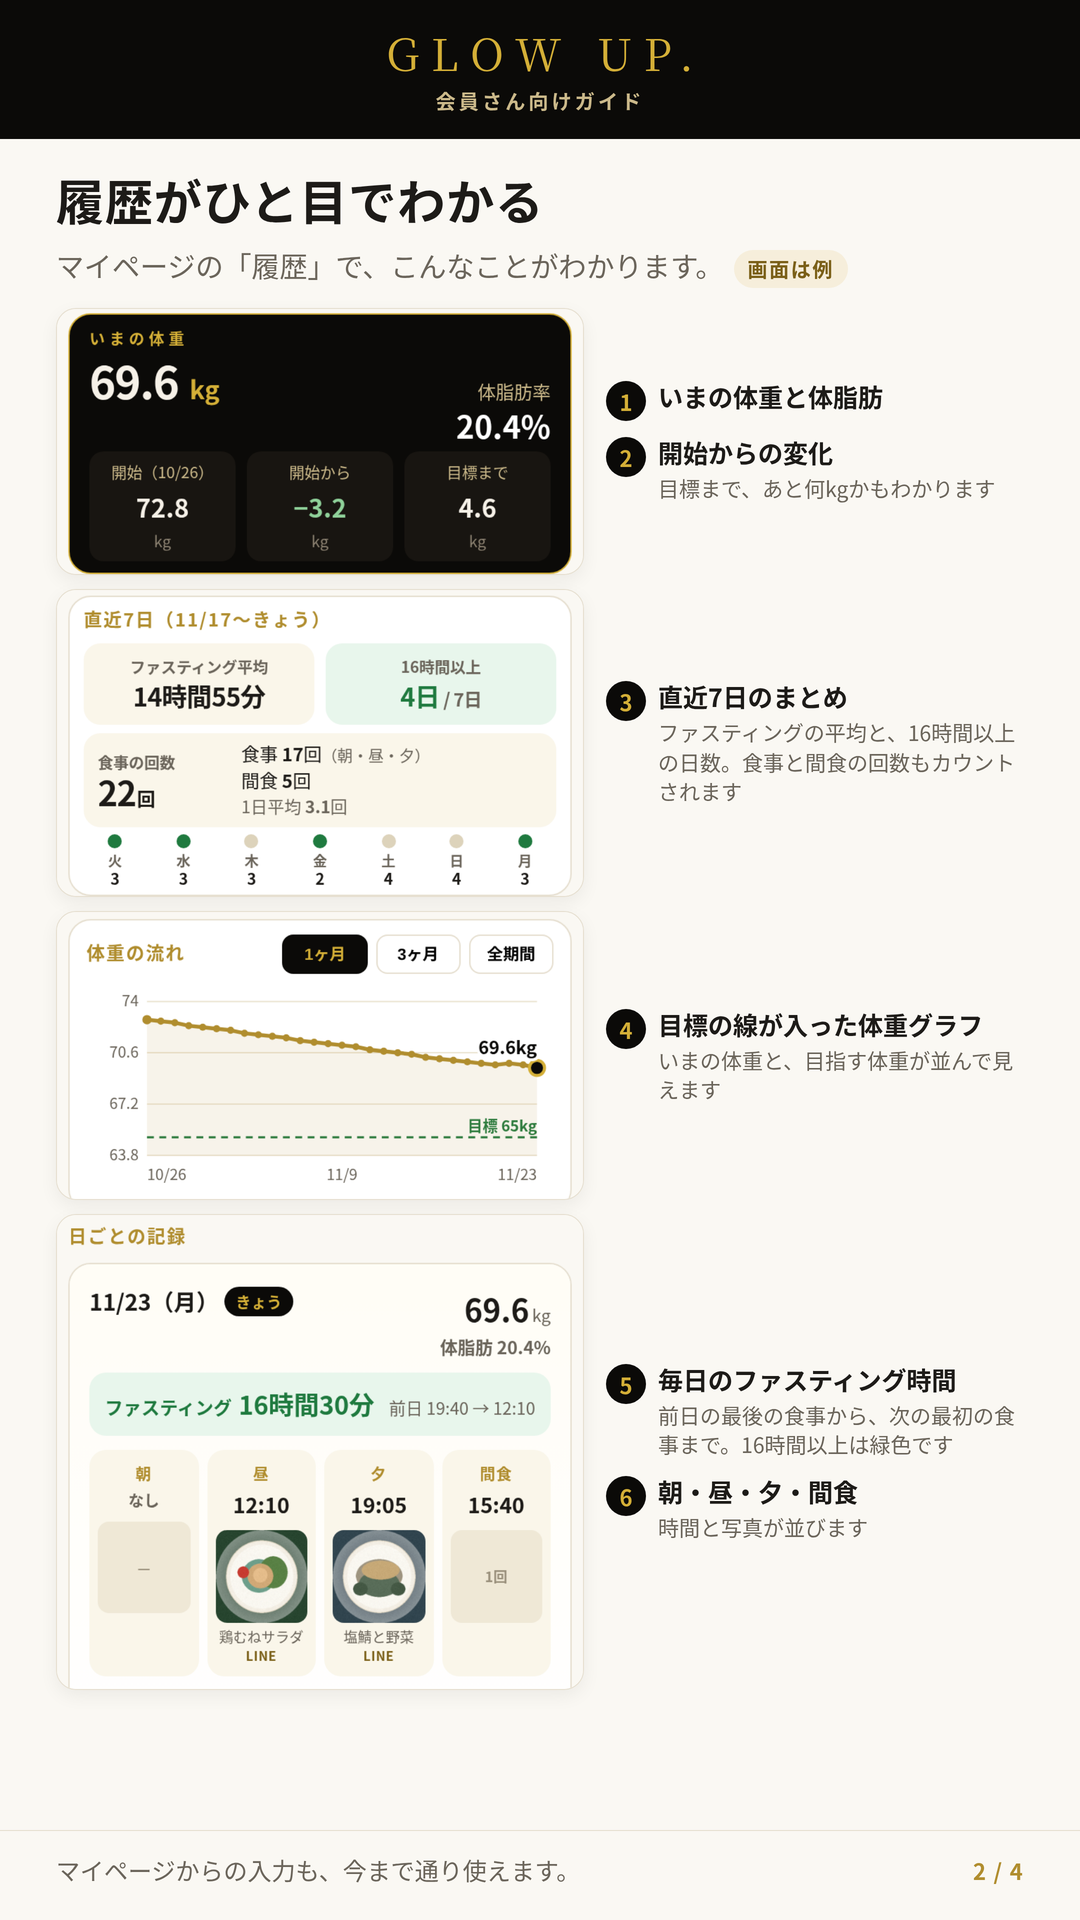 GLOW UP.
会員さん向けガイド
履歴がひと目でわかる
マイページの「履歴」で、こんなことがわかります。 画面は例
いまの体重
69.6 kg
体脂肪率
20.4%
開始（10/26）
72.8
kg
開始から
−3.2
kg
目標まで
4.6
kg
1 いまの体重と体脂肪
2 開始からの変化
目標まで、あと何kgかもわかります
直近7日（11/17〜きょう）
ファスティング平均
14時間55分
16時間以上
4日 / 7日
食事の回数
22回
食事 17回（朝・昼・夕）
間食 5回
1日平均 3.1回
火 水 木 金 土 日 月
3 3 3 2 4 4 3
3 直近7日のまとめ
ファスティングの平均と、16時間以上
の日数。食事と間食の回数もカウント
されます
体重の流れ
1ヶ月 3ヶ月 全期間
74
70.6
67.2
63.8
69.6kg
目標 65kg
10/26 11/9 11/23
4 目標の線が入った体重グラフ
いまの体重と、目指す体重が並んで見
えます
日ごとの記録
11/23（月） きょう
69.6 kg
体脂肪 20.4%
ファスティング 16時間30分 前日 19:40 → 12:10
朝
なし
—
昼
12:10
鶏むねサラダ
LINE
夕
19:05
塩鯖と野菜
LINE
間食
15:40
1回
5 毎日のファスティング時間
前日の最後の食事から、次の最初の食
事まで。16時間以上は緑色です
6 朝・昼・夕・間食
時間と写真が並びます
マイページからの入力も、今まで通り使えます。
2 / 4